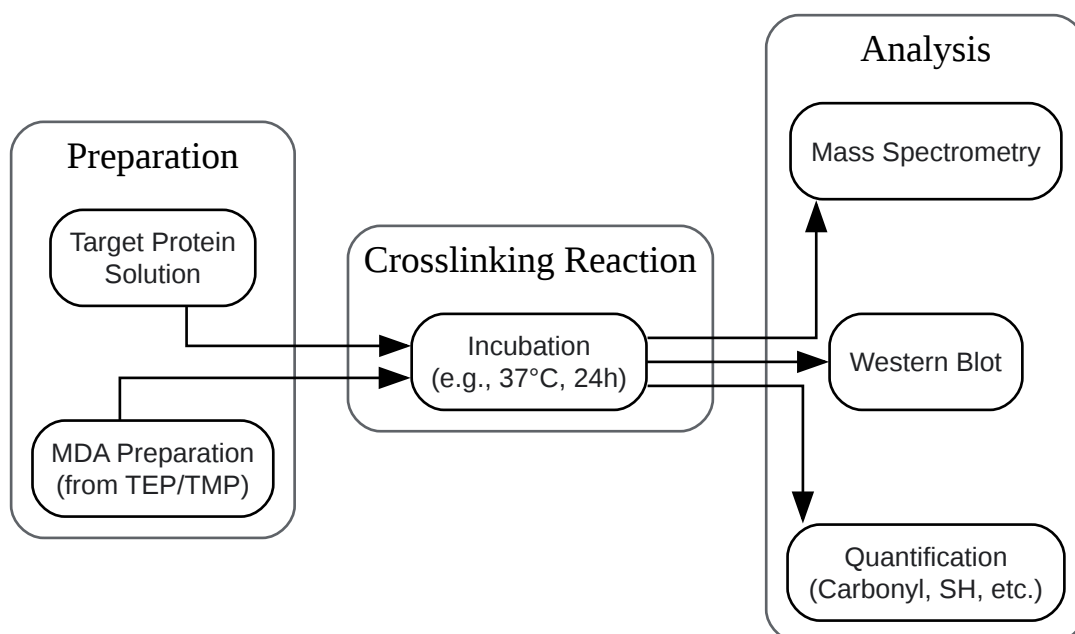 Preparation
Target Protein
Solution
MDA Preparation
(from TEP/TMP)
Crosslinking Reaction
Incubation
(e.g., 37°C, 24h)
Analysis
Mass Spectrometry
Western Blot
Quantification
(Carbonyl, SH, etc.)